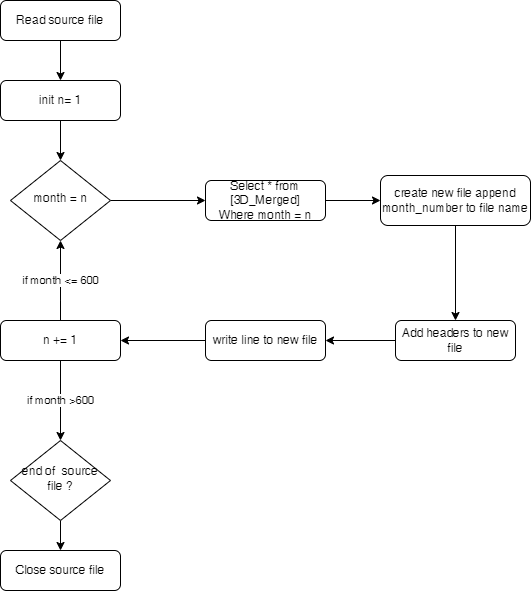 Read source file
init n= 1
month = n
Select * from
[3D_Merged]
Where month = n
create new file append
month_number to file name
if month <= 600
n += 1
write line to new file
Add headers to new
file
if month >600
end of source
file ?
Close source file